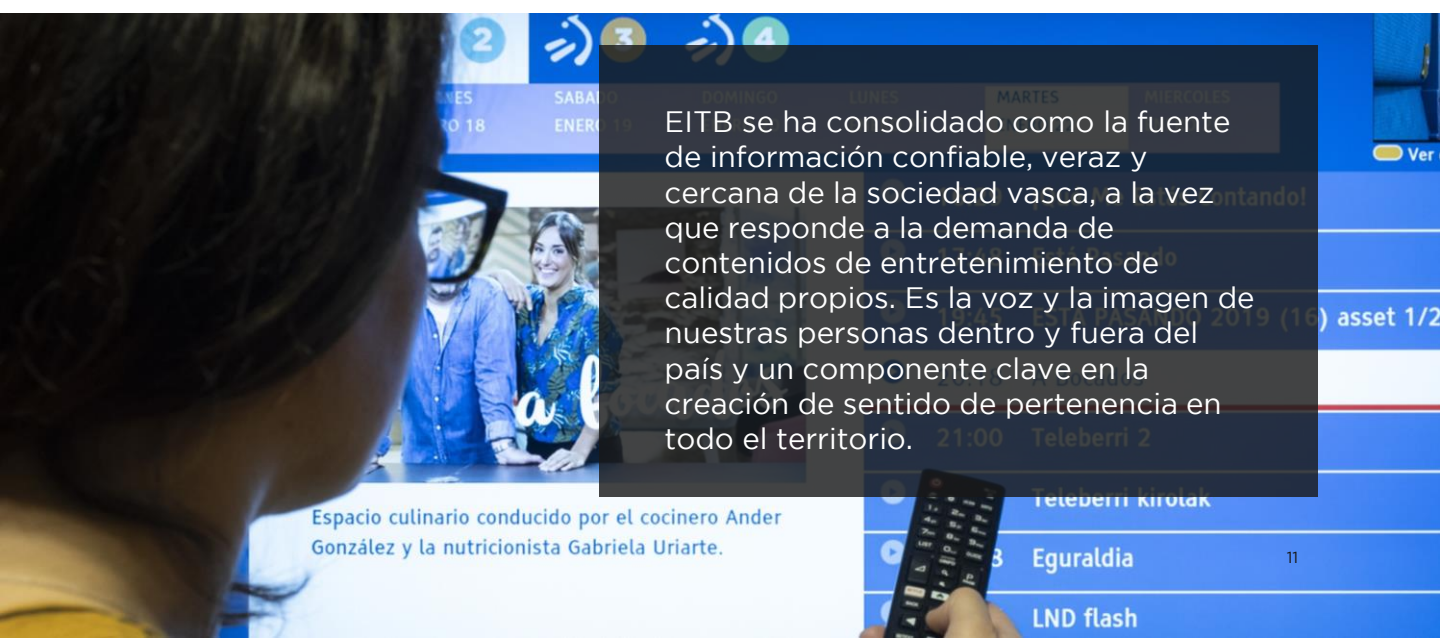 2
3
4
SABADO
DOMINGO
LUNES
MARTES
MIERCOLES
18
ENERO 19
Ver
EITB se ha consolidado como la fuente
de información confiable, veraz y
cercana de la sociedad vasca, a la vez
que responde a la demanda de
contenidos de entretenimiento de
calidad propios. Es la voz y la imagen de
nuestras personas dentro y fuera del
país y un componente clave en la
creación de sentido de pertenencia en
todo el territorio.
asset 1/2
21:00 Teleberri 2
Teleberri kirolak
Eguraldia
LND flash
Espacio culinario conducido por el cocinero Ander
González y la nutricionista Gabriela Uriarte.
11